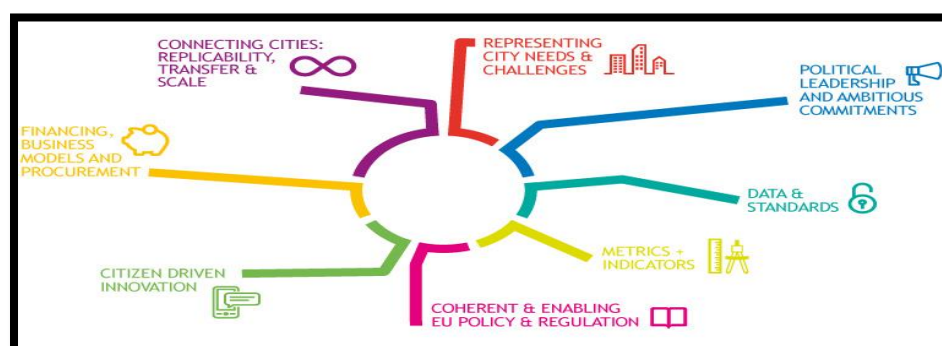 CONNECTING CITIES:
REPLICABILITY,
TRANSFER &
SCALE
REPRESENTING
CITY NEEDS &
CHALLENGES
POLITICAL
LEADERSHIP
AND AMBITIOUS
COMMITMENTS
FINANCING,
BUSINESS
MODELS AND
PROCUREMENT
DATA &
STANDARDS
METRICS +
INDICATORS
CITIZEN DRIVEN
INNOVATION
COHERENT & ENABLING
EU POLICY & REGULATION